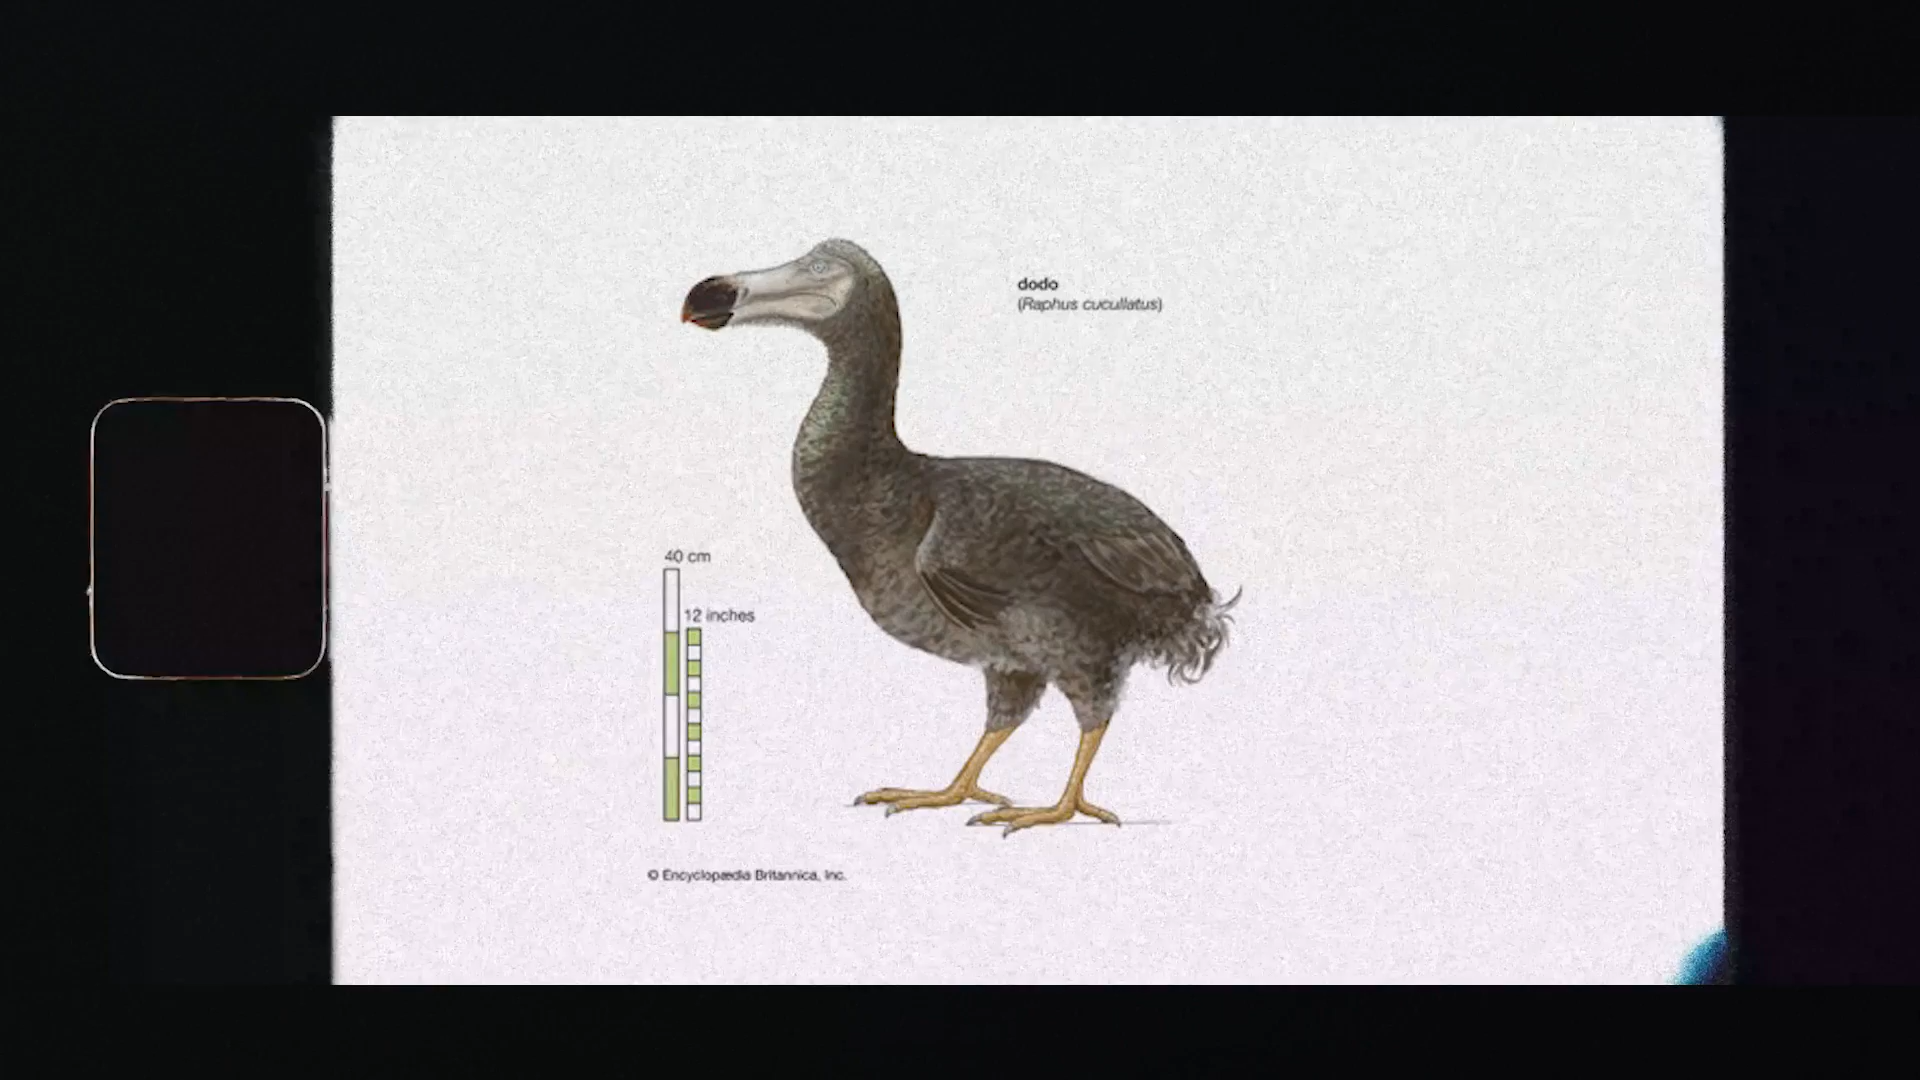 dodo
(Raphus cucullatus)
40 cm
12 inches
© Encyclopædia Britannica, Inc.